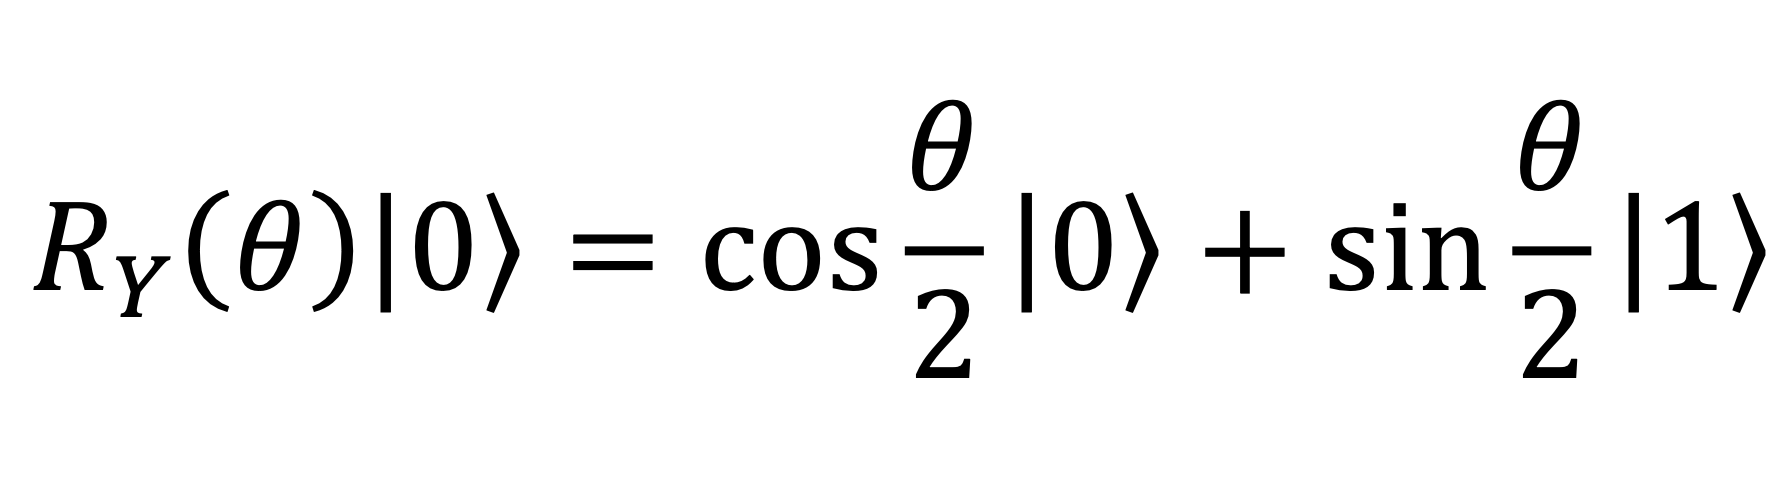 R_Y(θ)|0⟩ = cos θ/2 |0⟩ + sin θ/2 |1⟩